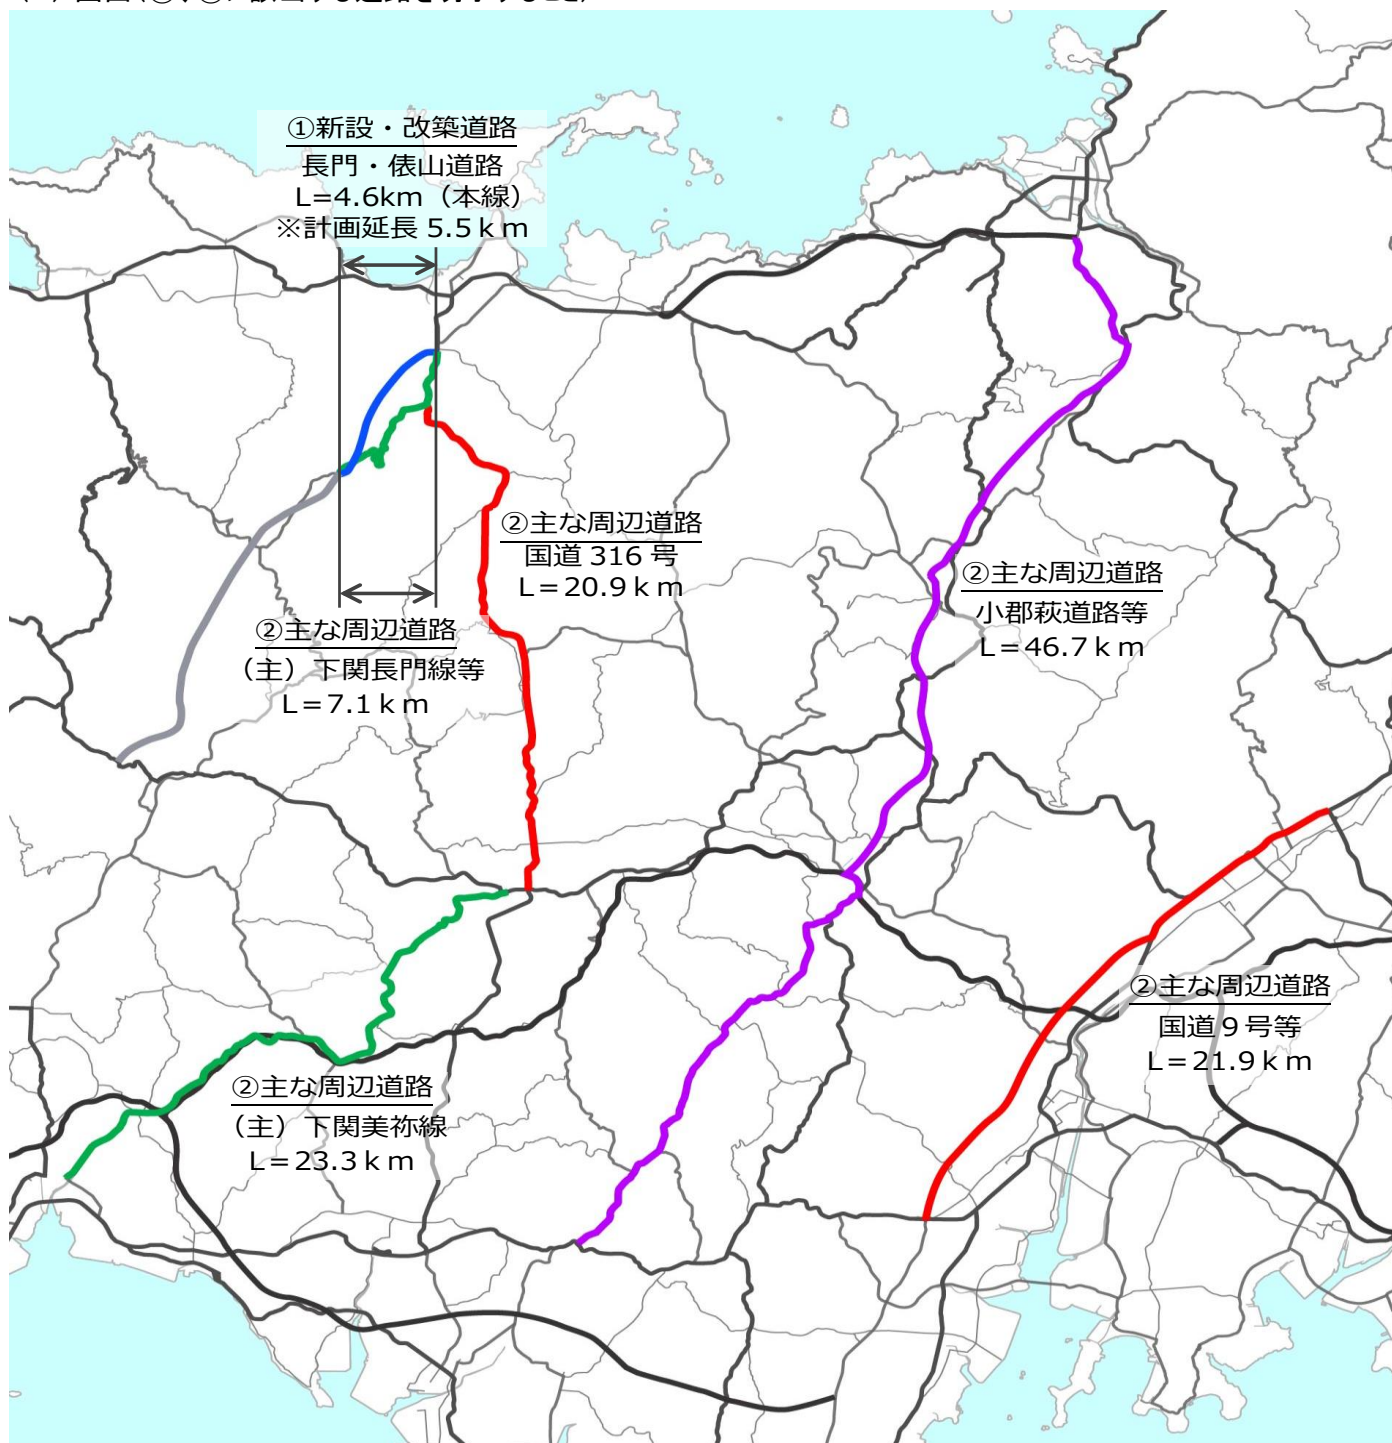 ①新設・改築道路
長門・俵山道路
L=4.6km（本線）
※計画延長 5.5ｋｍ
②主な周辺道路
国道 316 号
L＝20.9ｋｍ
②主な周辺道路
小郡萩道路等
L＝46.7ｋｍ
②主な周辺道路
（主）下関長門線等
L＝7.1ｋｍ
②主な周辺道路
国道９号等
L＝21.9ｋｍ
②主な周辺道路
（主）下関美祢線
L＝23.3ｋｍ